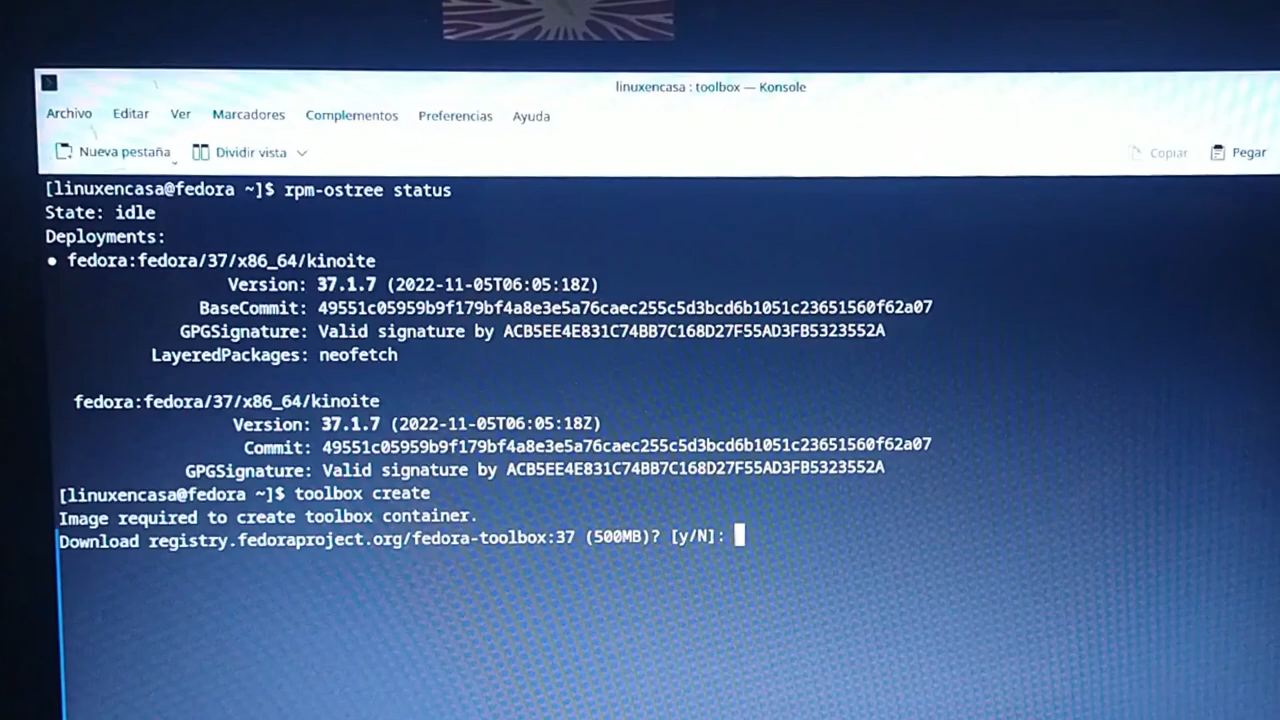 linuxencasa : toolbox — Konsole
Archivo Editar Ver Marcadores Complementos Preferencias Ayuda
Nueva pestaña Dividir vista Copiar Pegar
[linuxencasa@fedora ~]$ rpm-ostree status
State: idle
Deployments:
● fedora:fedora/37/x86_64/kinoite
Version: 37.1.7 (2022-11-05T06:05:18Z)
BaseCommit: 49551c05959b9f179bf4a8e3e5a76caec255c5d3bcd6b1051c23651560f62a07
GPGSignature: Valid signature by ACB5EE4E831C74BB7C168D27F55AD3FB5323552A
LayeredPackages: neofetch
fedora:fedora/37/x86_64/kinoite
Version: 37.1.7 (2022-11-05T06:05:18Z)
Commit: 49551c05959b9f179bf4a8e3e5a76caec255c5d3bcd6b1051c23651560f62a07
GPGSignature: Valid signature by ACB5EE4E831C74BB7C168D27F55AD3FB5323552A
[linuxencasa@fedora ~]$ toolbox create
Image required to create toolbox container.
Download registry.fedoraproject.org/fedora-toolbox:37 (500MB)? [y/N]: